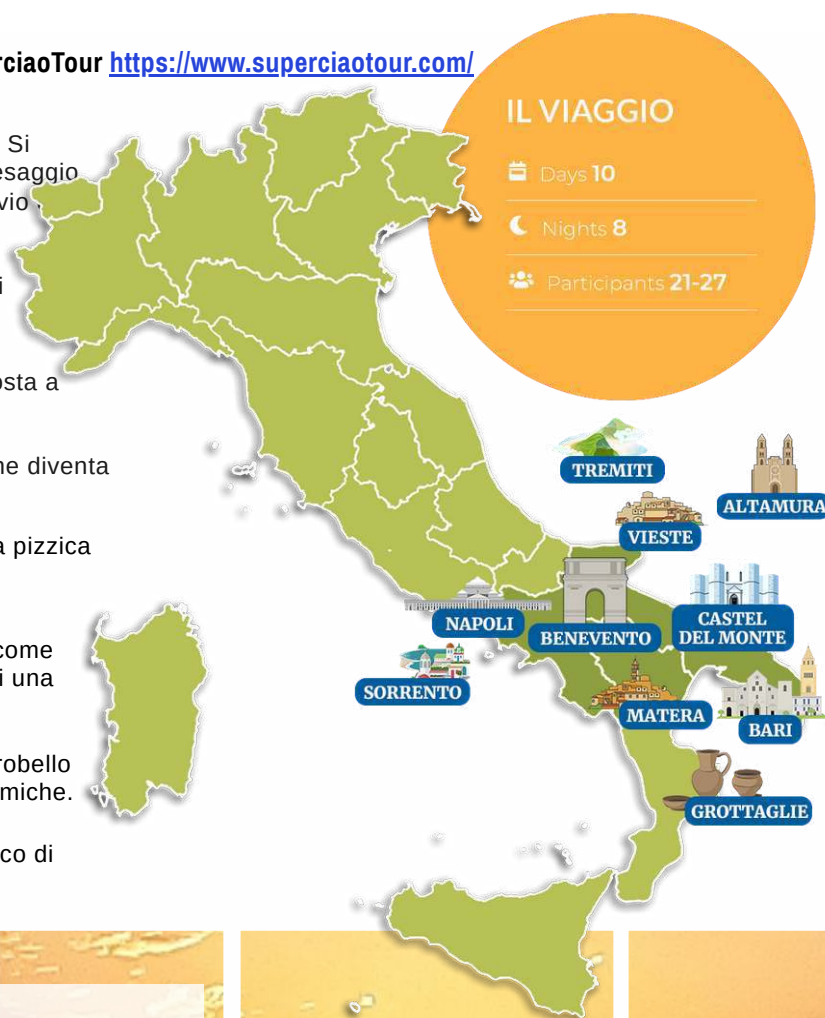 rciaoTour https://www.superciaotour.com/
Si
esaggio
vio
i
osta a
ne diventa
a pizzica
come
i una
robello
miche.
co di
IL VIAGGIO
Days 10
Nights 8
Participants 21-27
TREMITI
ALTAMURA
VIESTE
NAPOLI
BENEVENTO
CASTEL
DEL MONTE
SORRENTO
MATERA
BARI
GROTTAGLIE